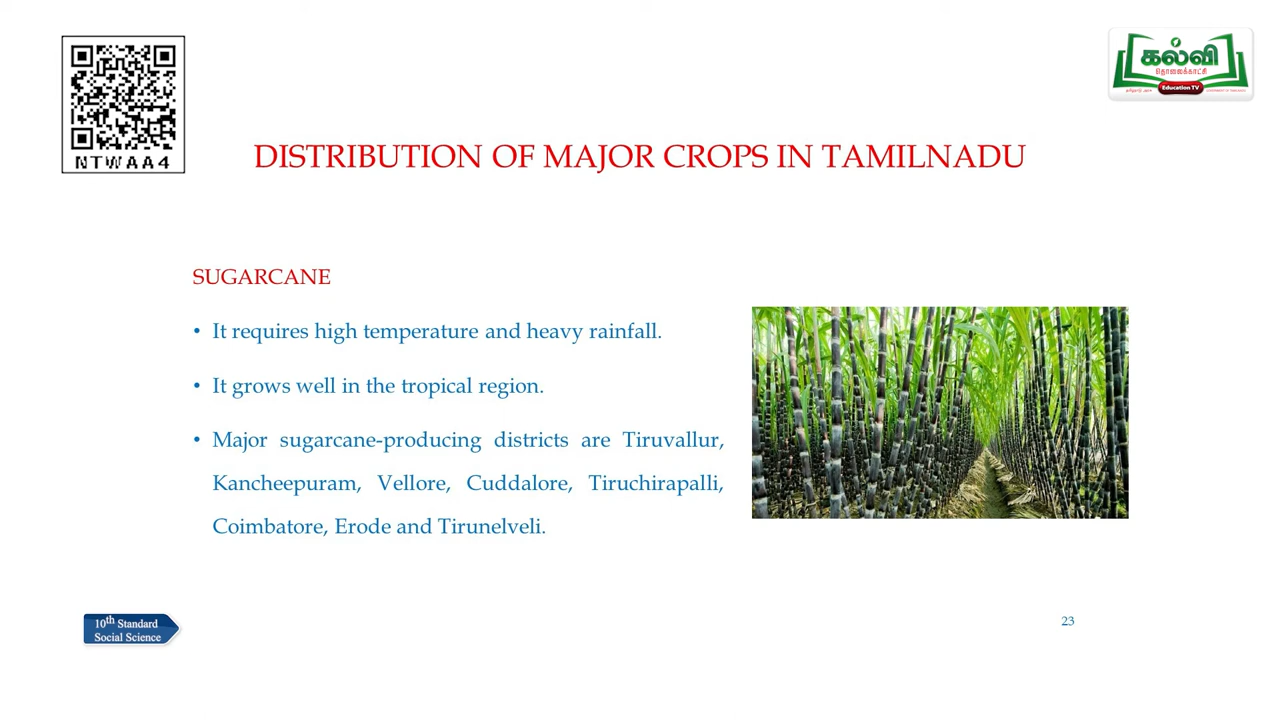 NTWAA4
கல்வி
தொலைக்காட்சி
Education TV
DISTRIBUTION OF MAJOR CROPS IN TAMILNADU
SUGARCANE
• It requires high temperature and heavy rainfall.
• It grows well in the tropical region.
• Major sugarcane-producing districts are Tiruvallur,
Kancheepuram, Vellore, Cuddalore, Tiruchirapalli,
Coimbatore, Erode and Tirunelveli.
10th Standard
Social Science
23